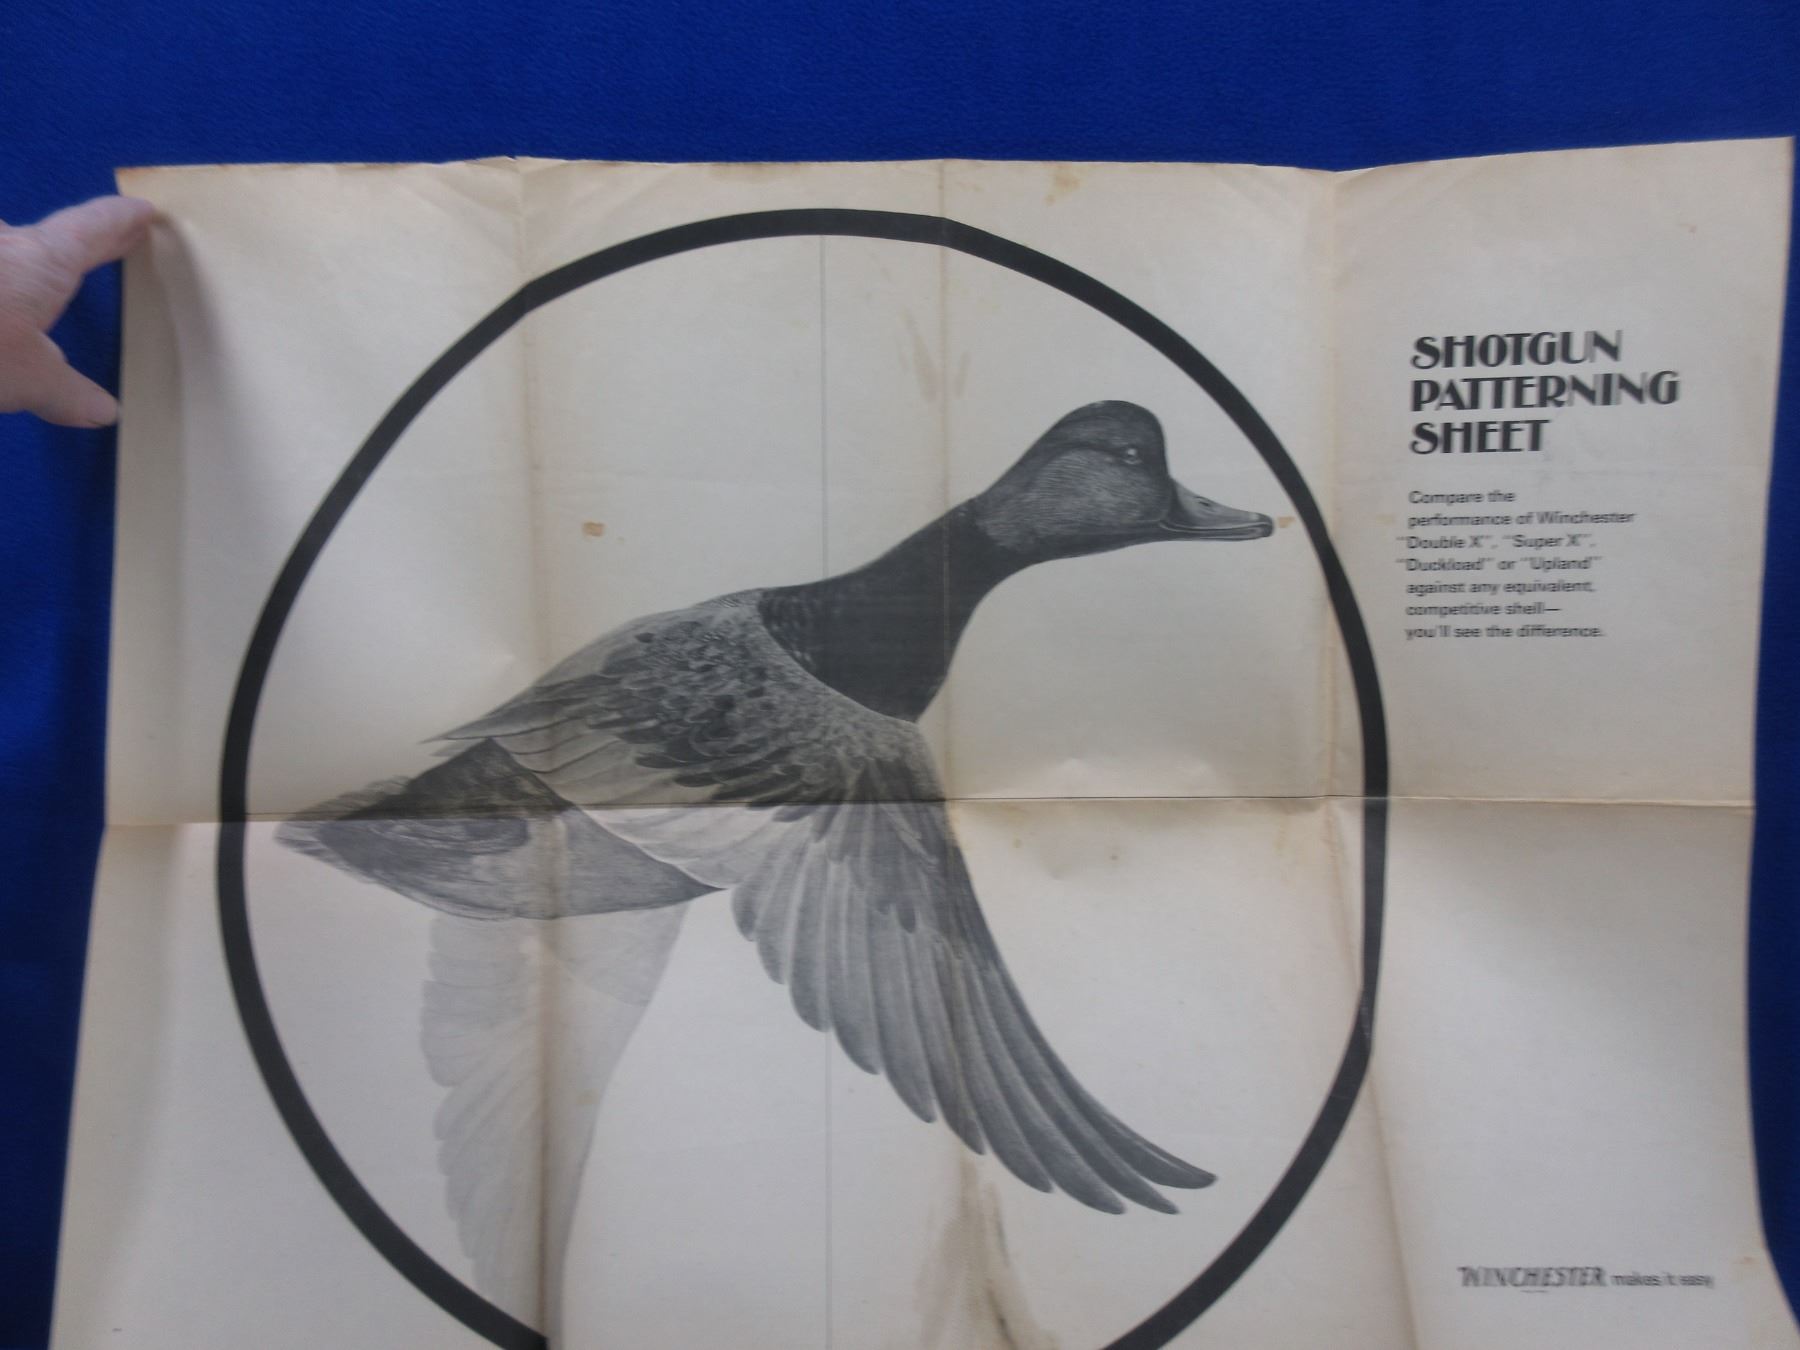 SHOTGUN
PATTERNING
SHEET
Compare the
performance of Winchester
"Double X", "Super X",
"Duckload" or "Upland"
against any equivalent,
competitive shell—
you'll see the difference.
WINCHESTER makes it easy